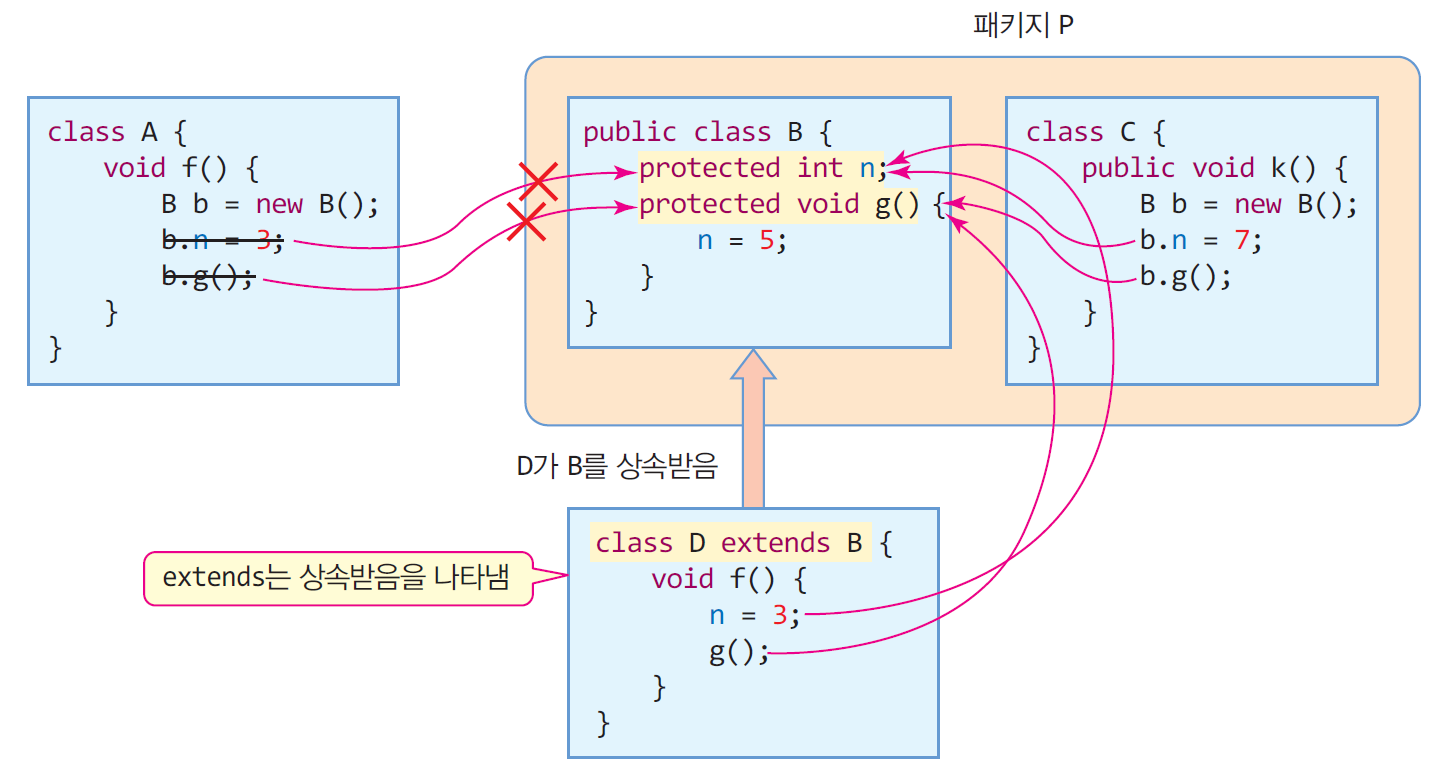 패키지 P
class A {
void f() {
B b = new B();
b.n = 3;
b.g();
}
}
public class B {
protected int n;
protected void g() {
n = 5;
}
}
class C {
public void k() {
B b = new B();
b.n = 7;
b.g();
}
}
D가 B를 상속받음
extends는 상속받음을 나타냄
class D extends B {
void f() {
n = 3;
g();
}
}